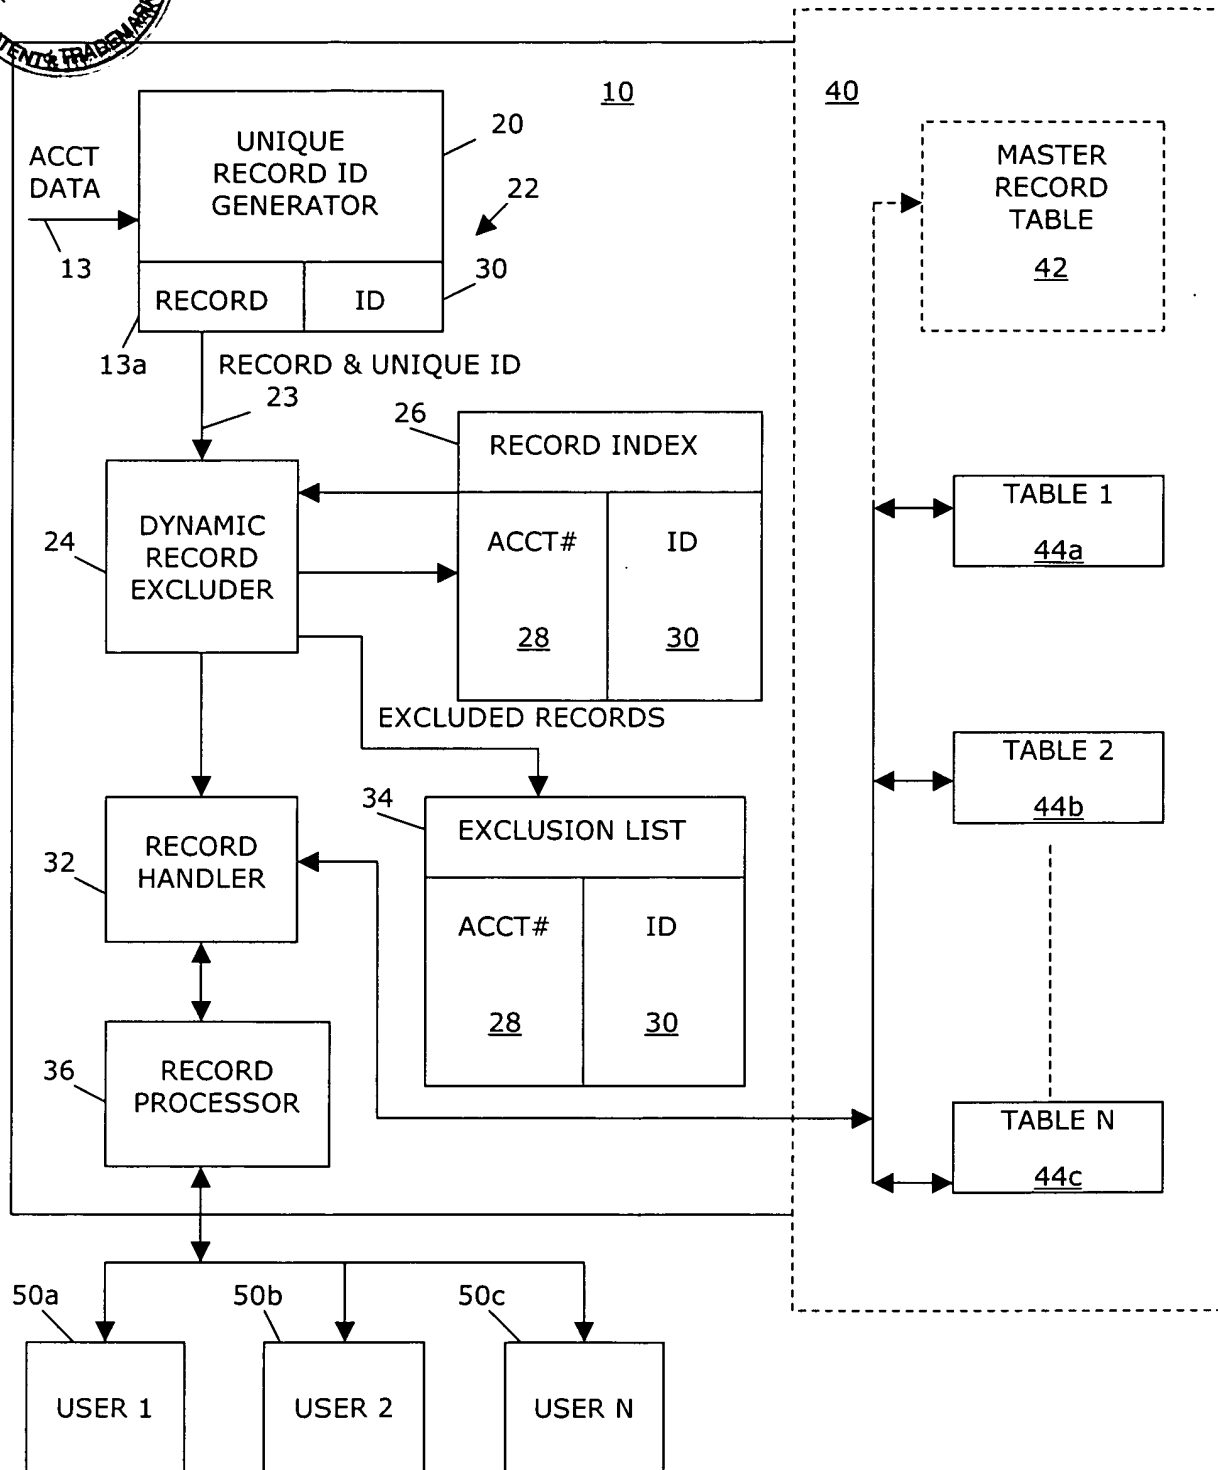 TENT & TRADEMARK
10
40
UNIQUE
RECORD ID
GENERATOR
20
ACCT
DATA
22
13
RECORD
ID
30
13a
RECORD & UNIQUE ID
23
MASTER
RECORD
TABLE
42
26
RECORD INDEX
ACCT#
ID
28
30
24
DYNAMIC
RECORD
EXCLUDER
TABLE 1
44a
EXCLUDED RECORDS
TABLE 2
44b
34
EXCLUSION LIST
ACCT#
ID
28
30
32
RECORD
HANDLER
36
RECORD
PROCESSOR
TABLE N
44c
50a
50b
50c
USER 1
USER 2
USER N